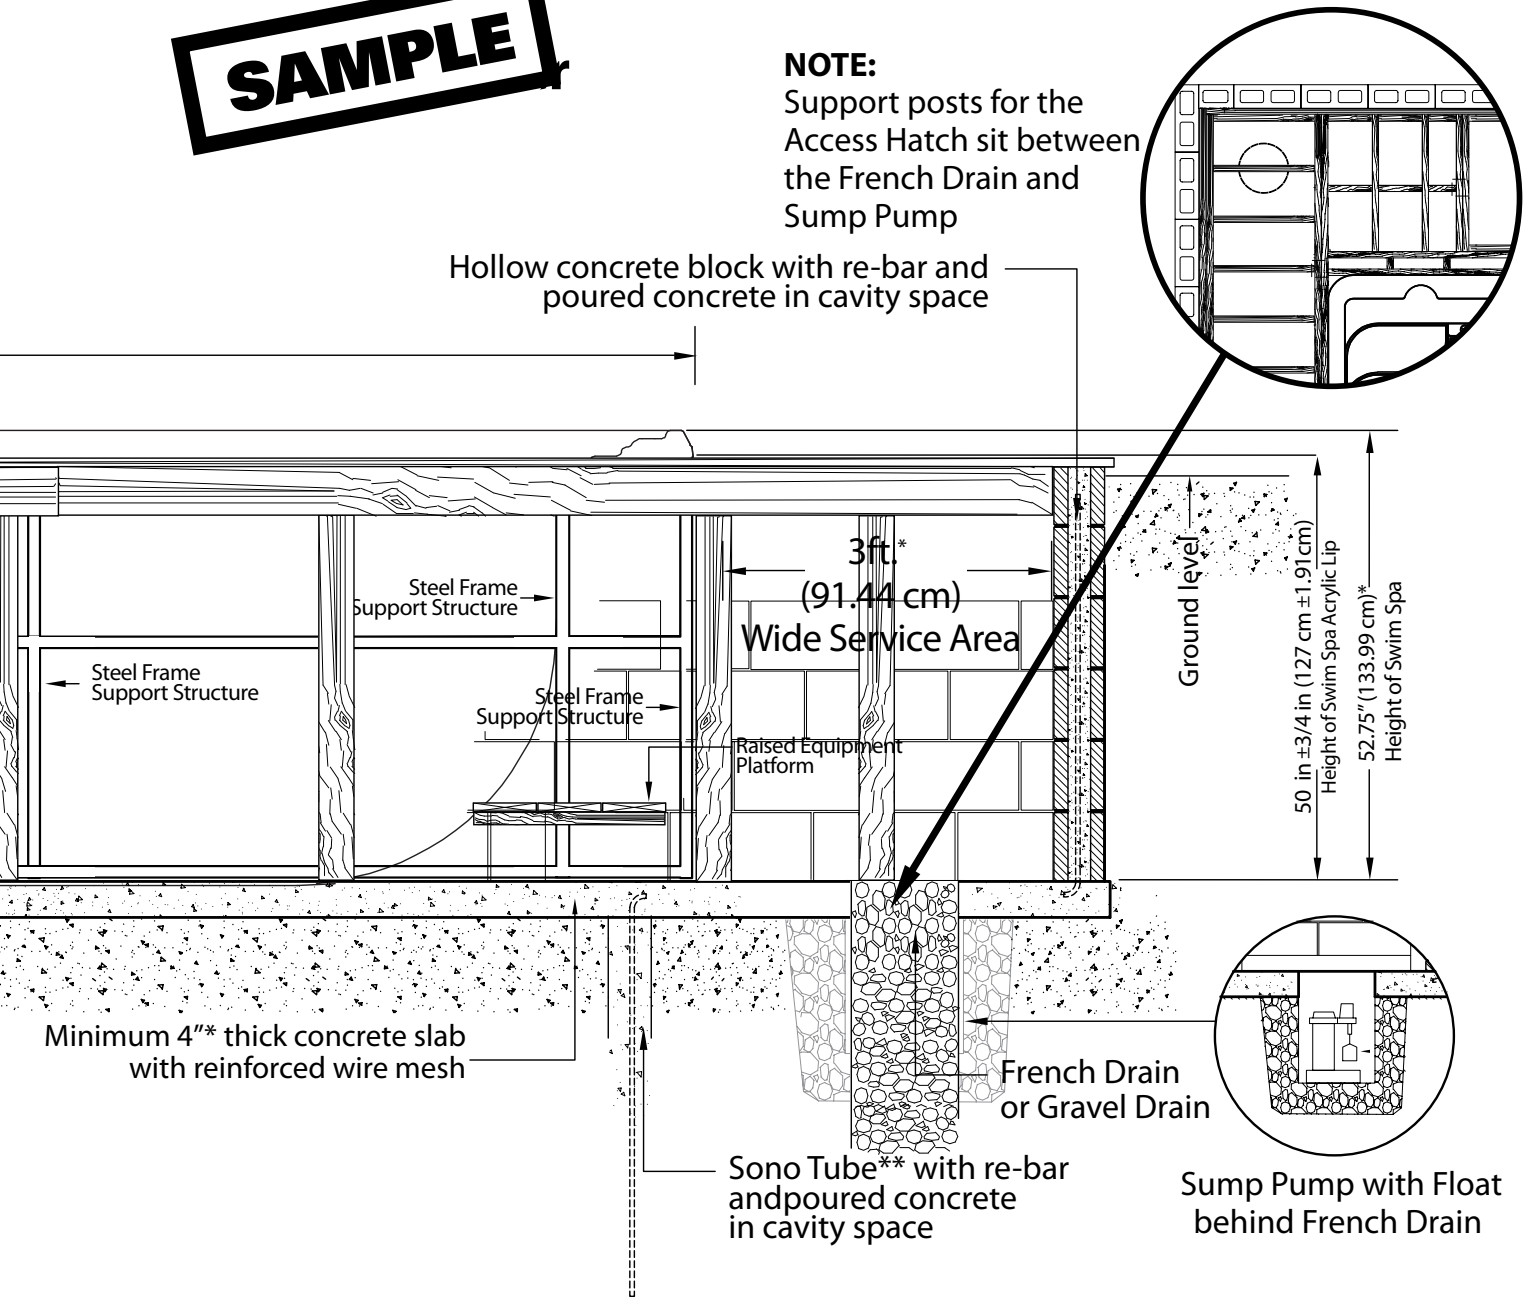 SAMPLE
r
NOTE:
Support posts for the
Access Hatch sit between
the French Drain and
Sump Pump
Hollow concrete block with re-bar and
poured concrete in cavity space
3ft.*
(91.44 cm)
Wide Service Area
Steel Frame
Support Structure
Steel Frame
Support Structure
Steel Frame
Support Structure
Raised Equipment
Platform
Ground level
50 in ±3/4 in (127 cm ±1.91cm)
Height of Swim Spa Acrylic Lip
52.75" (133.99 cm)*
Height of Swim Spa
Minimum 4"* thick concrete slab
with reinforced wire mesh
French Drain
or Gravel Drain
Sono Tube** with re-bar
andpoured concrete
in cavity space
Sump Pump with Float
behind French Drain